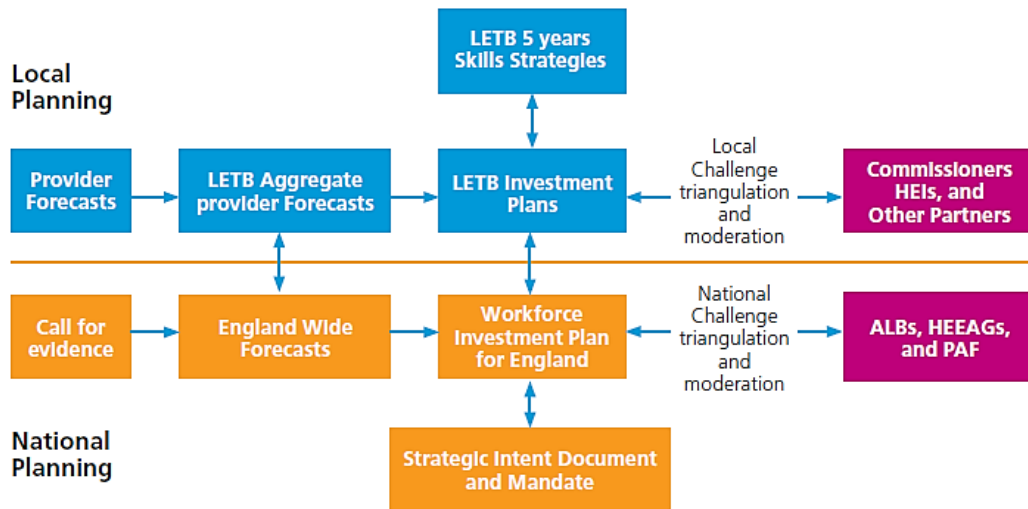 LETB 5 years
Skills Strategies
Local
Planning
Provider
Forecasts
LETB Aggregate
provider Forecasts
LETB Investment
Plans
Local
Challenge
triangulation
and
moderation
Commissioners
HEIs, and
Other Partners
Call for
evidence
England Wide
Forecasts
Workforce
Investment Plan
for England
National
Challenge
triangulation
and
moderation
ALBs, HEEAGs,
and PAF
National
Planning
Strategic Intent Document
and Mandate